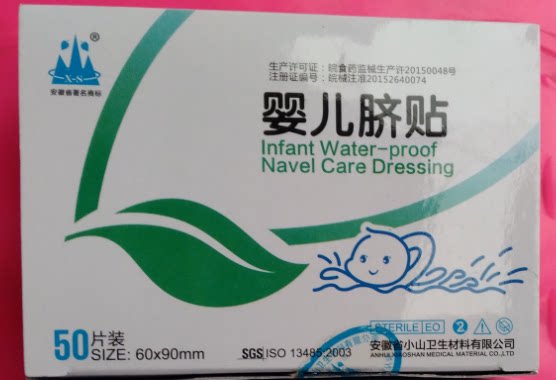 ®
X-S
安徽省著名商标
生产许可证：皖食药监械生产许20150048号
注册证编号：皖械注准20152640074
婴儿脐贴
Infant Water-proof
Navel Care Dressing
50片装
SIZE: 60x90mm
SGS ISO 13485:2003
STERILE EO 2
安徽省小山卫生材料有限公司
ANHUI XIAOSHAN MEDICAL MATERIAL CO.,LTD